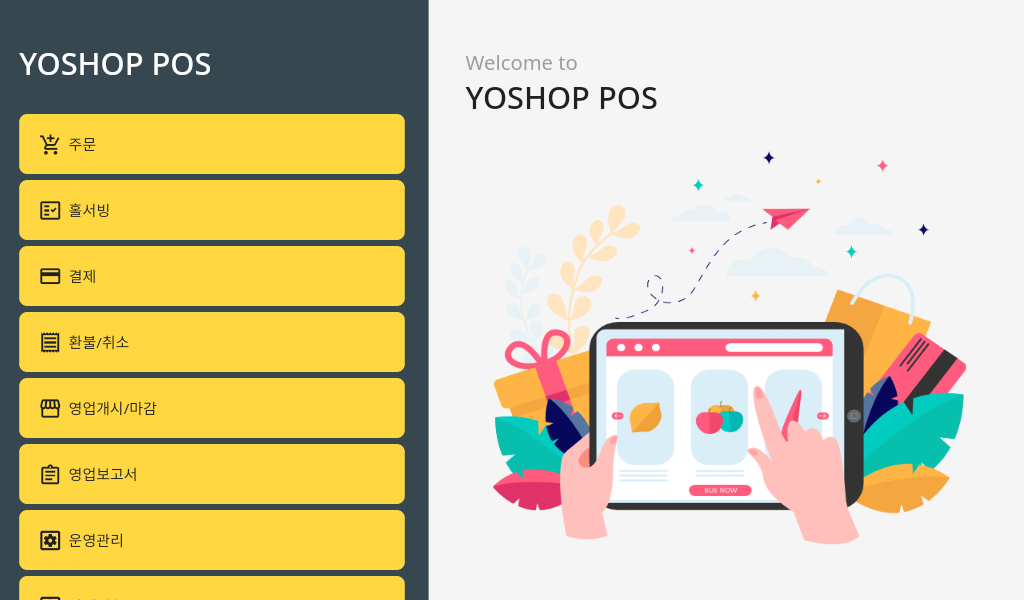 YOSHOP POS
주문
홀서빙
결제
환불/취소
영업개시/마감
영업보고서
운영관리
Welcome to
YOSHOP POS
BUE NOW